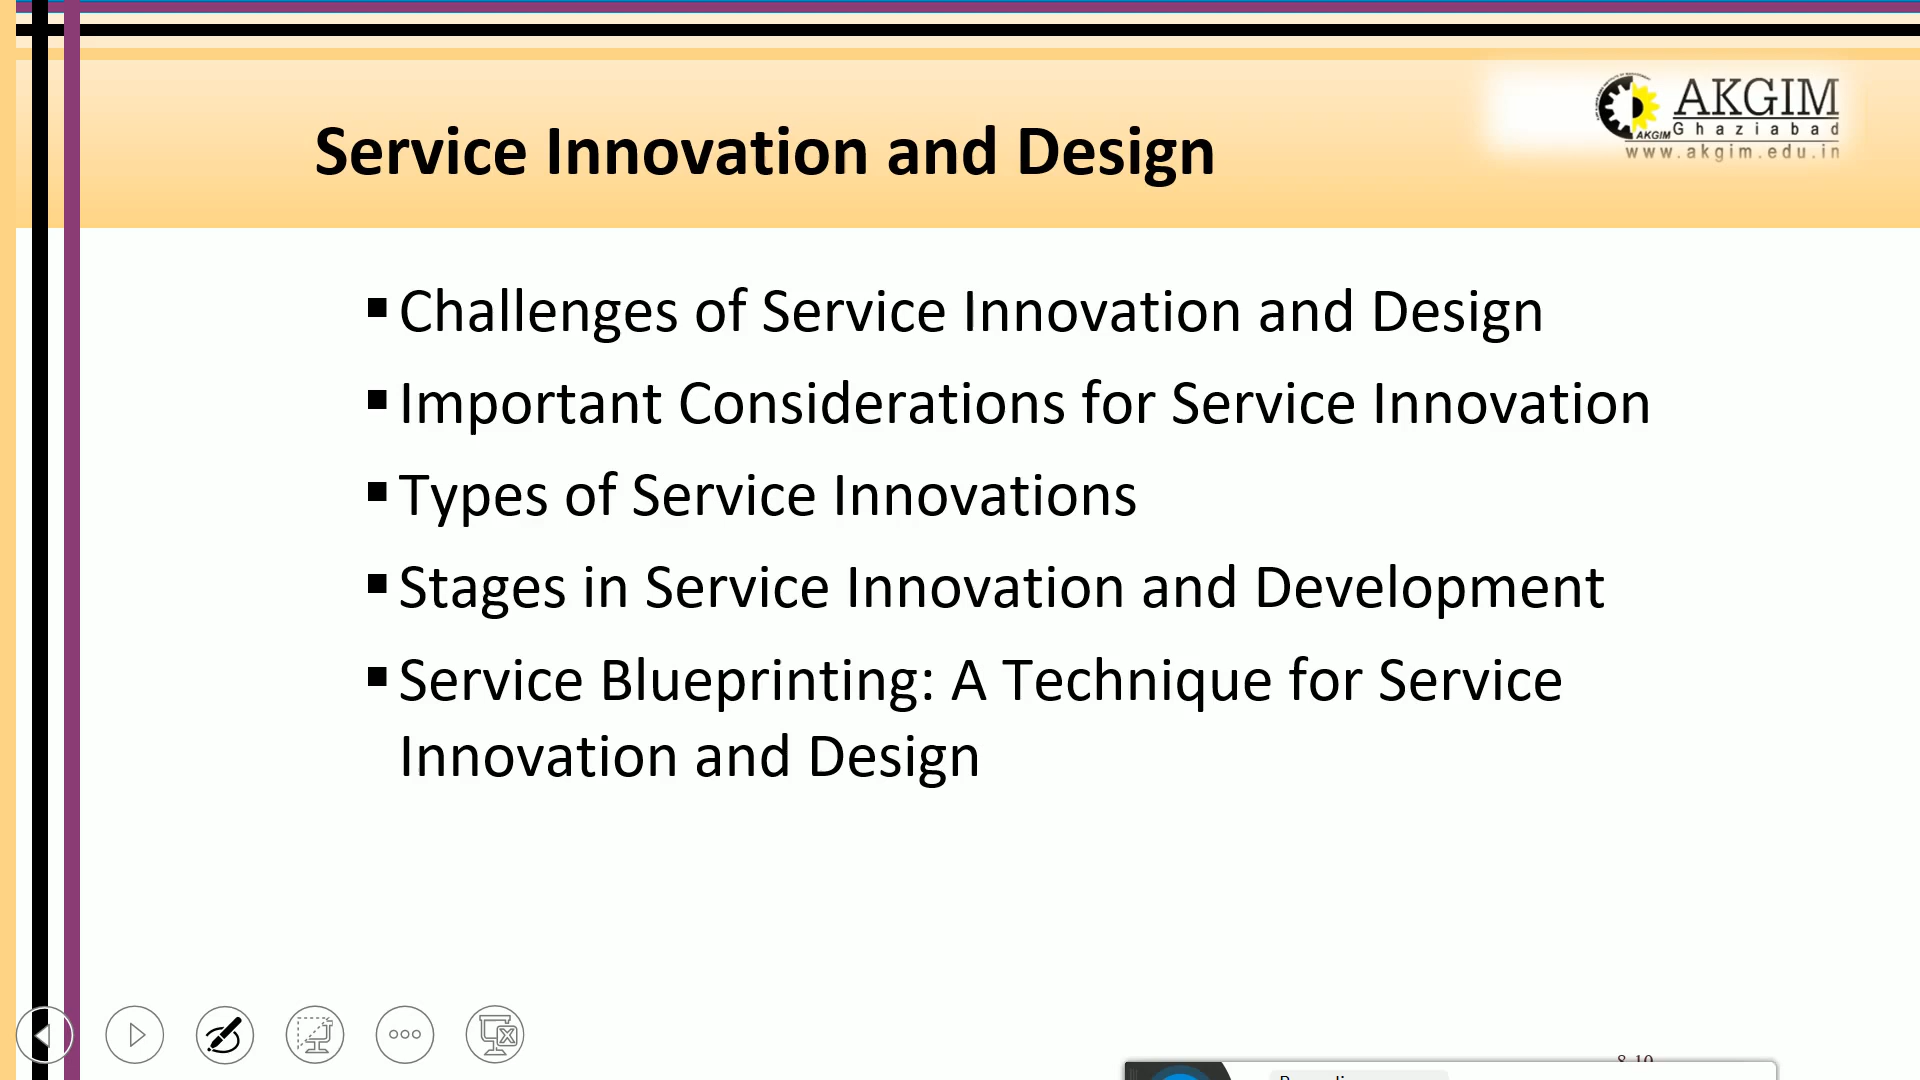 AKGIM
AKGIM
Ghaziabad
www.akgim.edu.in
Service Innovation and Design
Challenges of Service Innovation and Design
Important Considerations for Service Innovation
Types of Service Innovations
Stages in Service Innovation and Development
Service Blueprinting: A Technique for Service
Innovation and Design